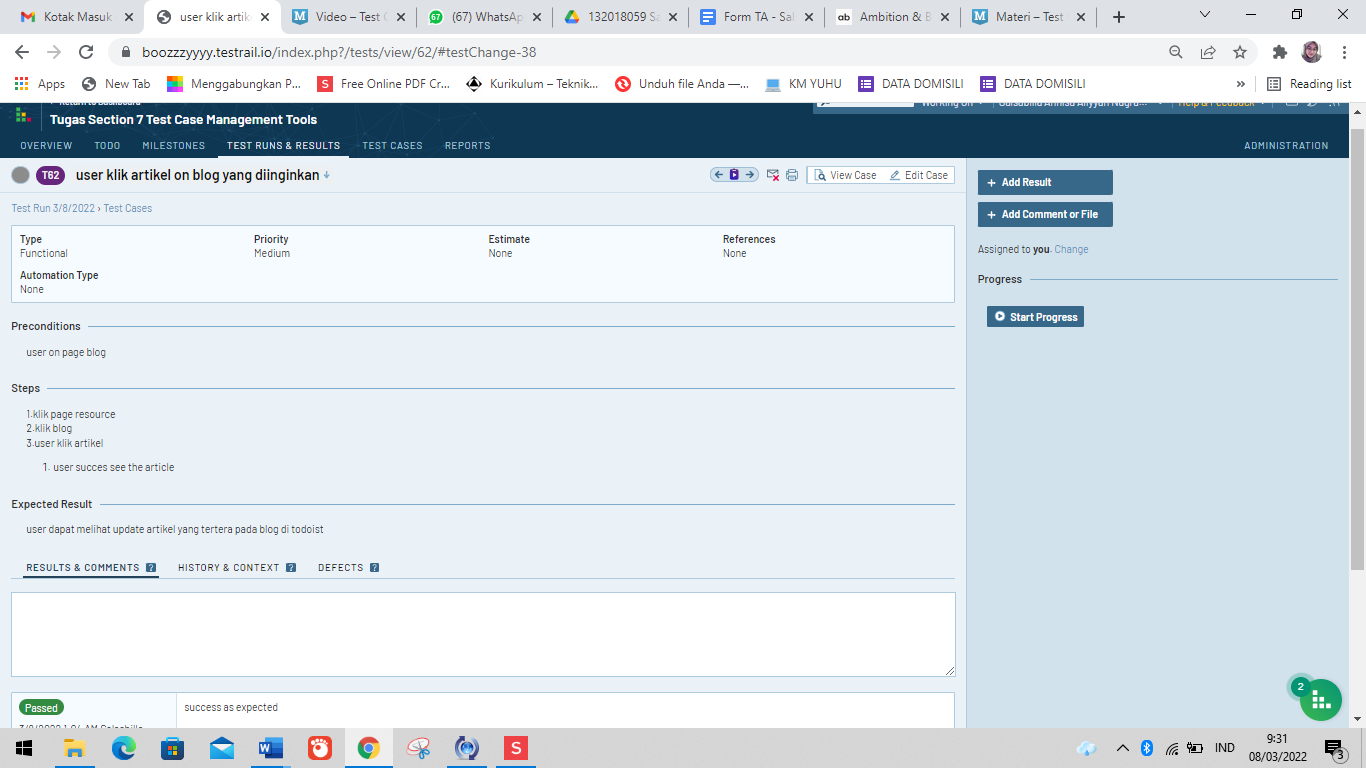 Kotak Masuk
user klik artik
Video – Test C
(67) WhatsAp
132018059 Sa
Form TA - Sal
Ambition & B
Materi – Test
boozzzyyyy.testrail.io/index.php?/tests/view/62/#testChange-38
Apps
New Tab
Menggabungkan P...
Free Online PDF Cr...
Kurikulum – Teknik...
Unduh file Anda —...
KM YUHU
DATA DOMISILI
DATA DOMISILI
»
Reading list
Return to Dashboard
Working On
Help & Feedback
Tugas Section 7 Test Case Management Tools
OVERVIEW
TODO
MILESTONES
TEST RUNS & RESULTS
TEST CASES
REPORTS
ADMINISTRATION
T62
user klik artikel on blog yang diinginkan
View Case
Edit Case
Test Run 3/8/2022 › Test Cases
Type
Functional
Priority
Medium
Estimate
None
References
None
Automation Type
None
Preconditions
user on page blog
Steps
1.klik page resource
2.klik blog
3.user klik artikel
1. user succes see the article
Expected Result
user dapat melihat update artikel yang tertera pada blog di todoist
RESULTS & COMMENTS ?
HISTORY & CONTEXT ?
DEFECTS ?
Passed
success as expected
+ Add Result
+ Add Comment or File
Assigned to you. Change
Progress
Start Progress
2
IND
9:31
08/03/2022
3